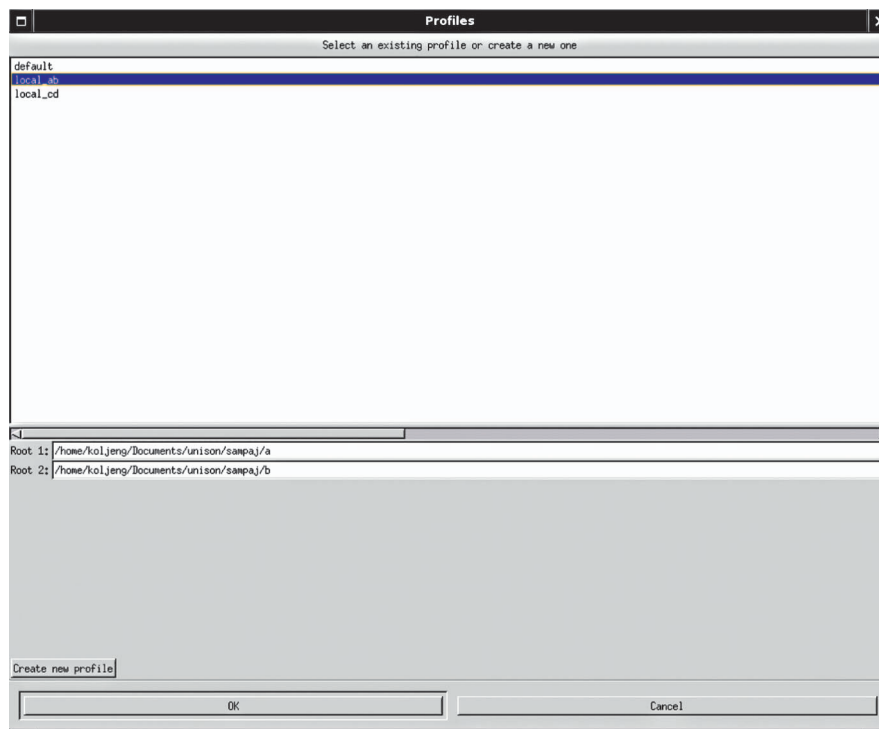 Profiles
Select an existing profile or create a new one
default
local_ab
local_cd
Root 1: /home/koljeng/Documents/unison/sampaj/a
Root 2: /home/koljeng/Documents/unison/sampaj/b
Create new profile
OK Cancel